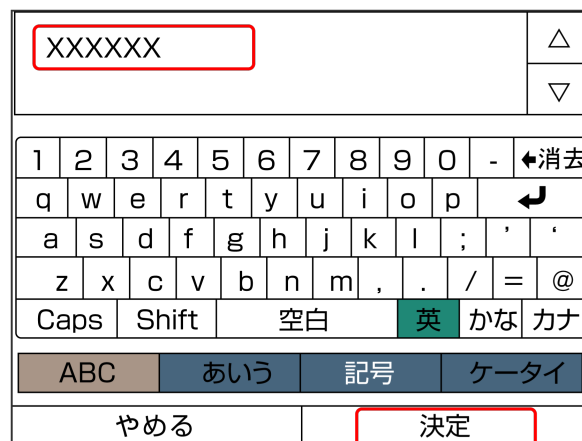 XXXXXX
△
▽
1 2 3 4 5 6 7 8 9 0 - ←消去
q w e r t y u i o p ↵
a s d f g h j k l ; ’ ‘
z x c v b n m , . / = @
Caps Shift 空白 英 かな カナ
ABC あいう 記号 ケータイ
やめる 決定